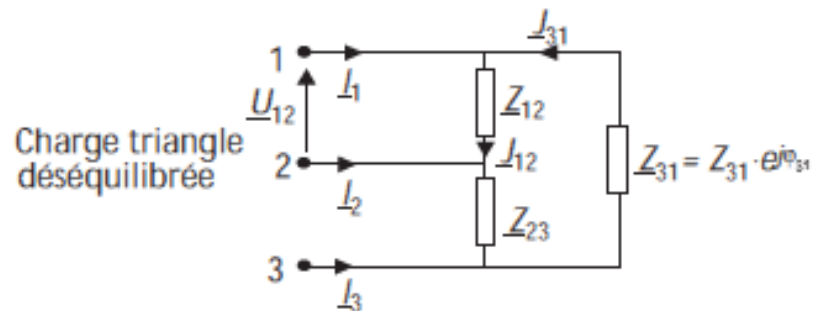 J31
1
I1
Z12
U12
Charge triangle
déséquilibrée
2
J12
Z31 = Z31 · ejφ31
I2
Z23
3
I3